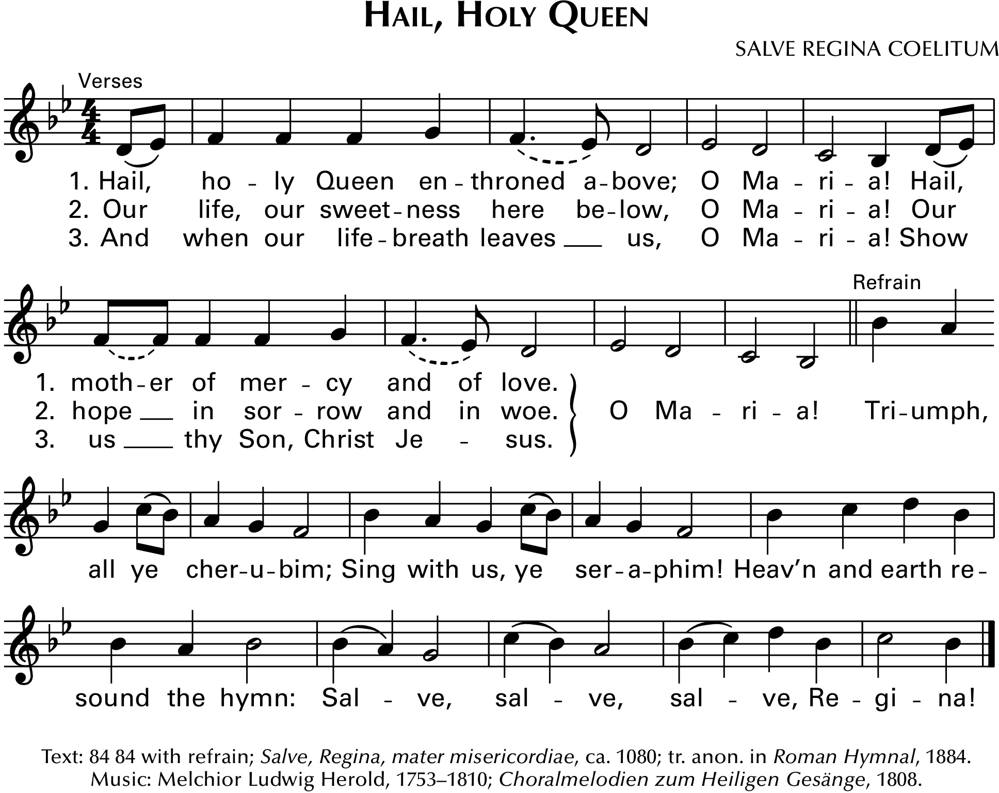 HAIL, HOLY QUEEN
SALVE REGINA COELITUM
Verses
1. Hail, ho - ly Queen en - throned a - bove; O Ma - ri - a! Hail,
2. Our life, our sweet - ness here be - low, O Ma - ri - a! Our
3. And when our life - breath leaves ___ us, O Ma - ri - a! Show
Refrain
1. moth - er of mer - cy and of love.
2. hope ___ in sor - row and in woe. O Ma - ri - a! Tri - umph,
3. us ___ thy Son, Christ Je - sus.
all ye cher - u - bim; Sing with us, ye ser - a - phim! Heav’n and earth re -
sound the hymn: Sal - ve, sal - ve, sal - ve, Re - gi - na!
Text: 84 84 with refrain; Salve, Regina, mater misericordiae, ca. 1080; tr. anon. in Roman Hymnal, 1884.
Music: Melchior Ludwig Herold, 1753–1810; Choralmelodien zum Heiligen Gesänge, 1808.